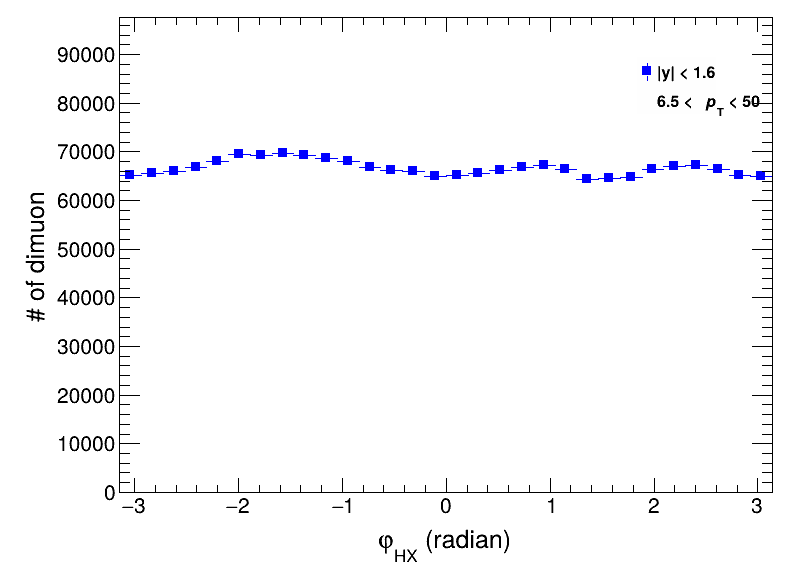 90000
80000
70000
60000
50000
40000
30000
20000
10000
0
# of dimuon
|y| < 1.6
6.5 < p_T < 50
−3 −2 −1 0 1 2 3
φ_HX (radian)